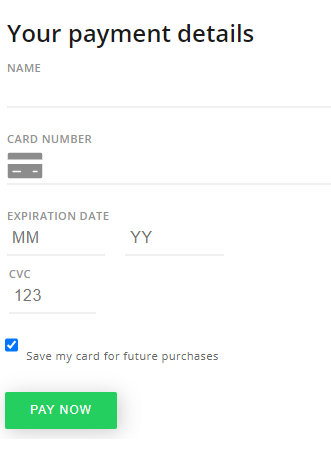 Your payment details
NAME
CARD NUMBER
EXPIRATION DATE
MM YY
CVC
123
Save my card for future purchases
PAY NOW